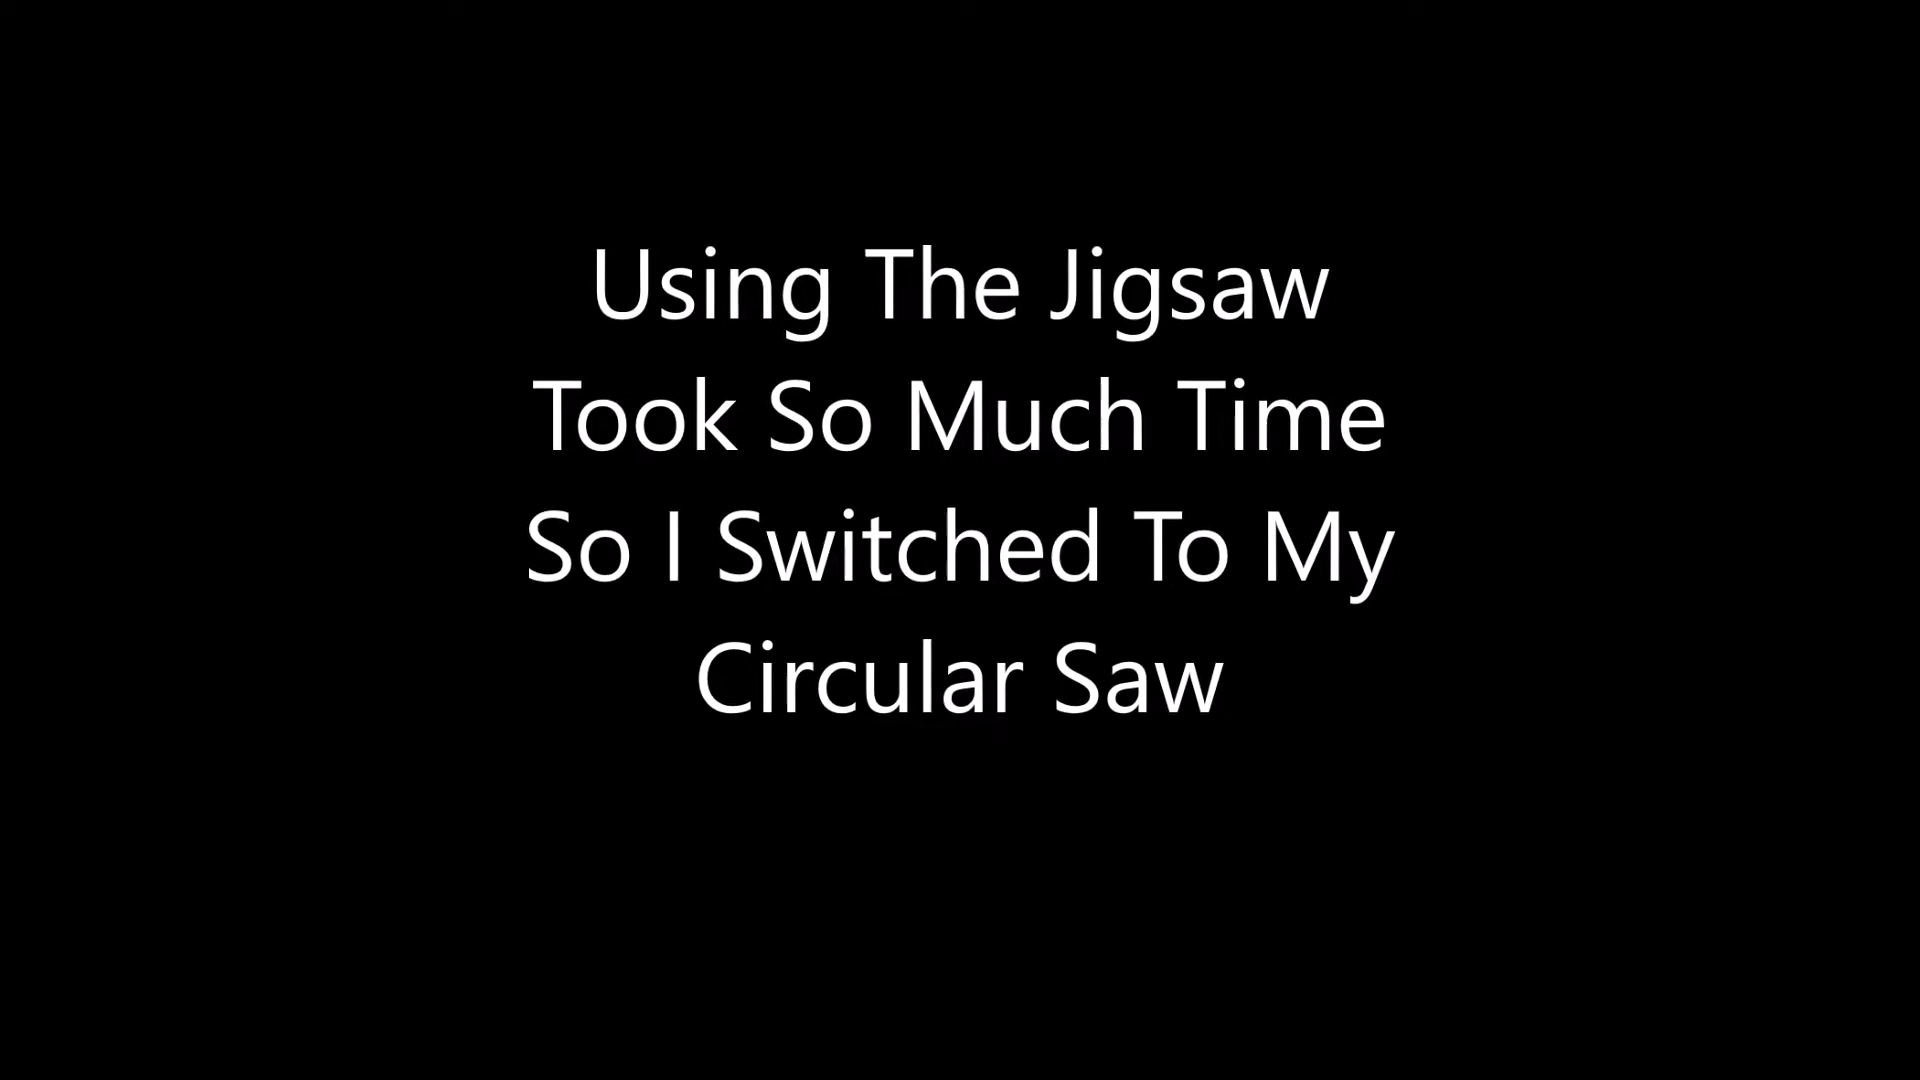 Using The Jigsaw
Took So Much Time
So I Switched To My
Circular Saw